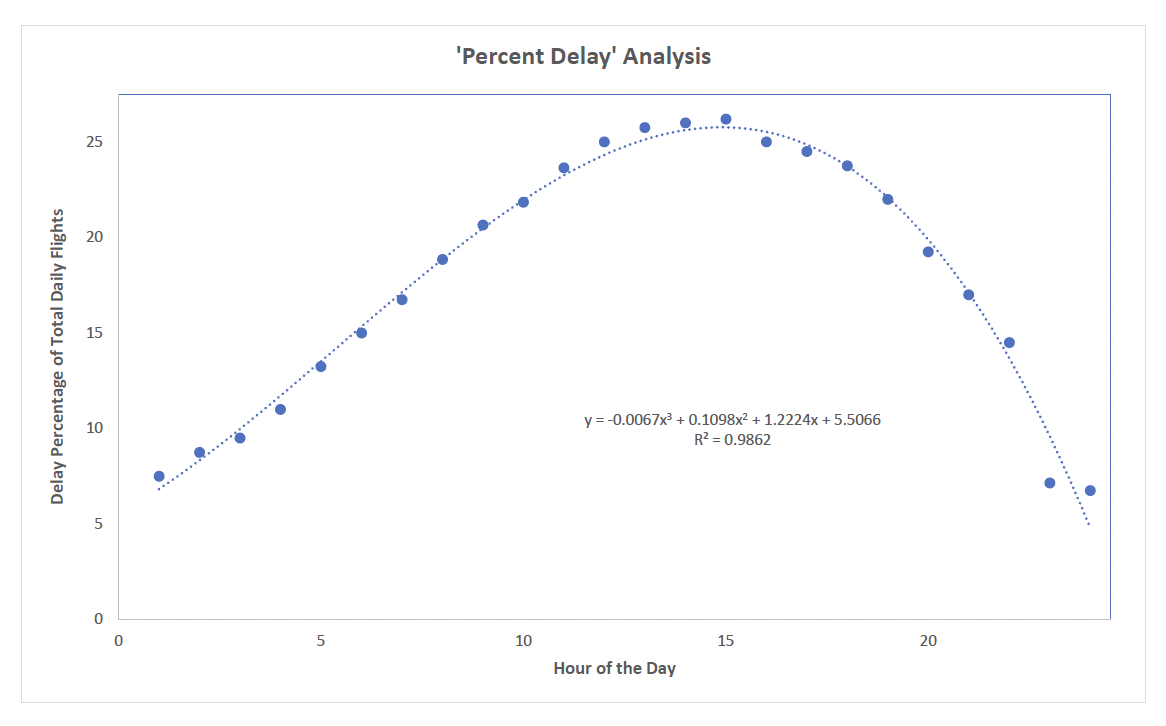 'Percent Delay' Analysis
Delay Percentage of Total Daily Flights
25
20
15
10
5
0
y = -0.0067x³ + 0.1098x² + 1.2224x + 5.5066
R² = 0.9862
0 5 10 15 20
Hour of the Day